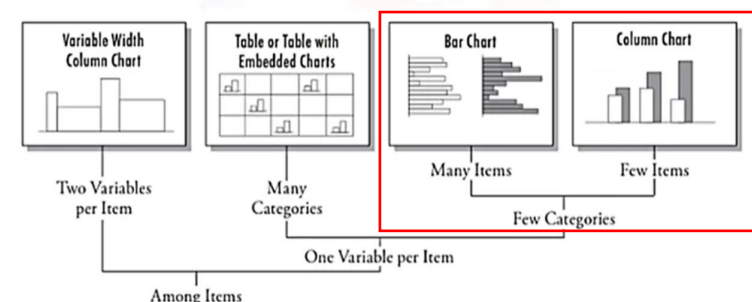 Variable Width
Column Chart
Table or Table with
Embedded Charts
Bar Chart
Column Chart
Two Variables
per Item
Many
Categories
Many Items
Few Items
Few Categories
One Variable per Item
Among Items